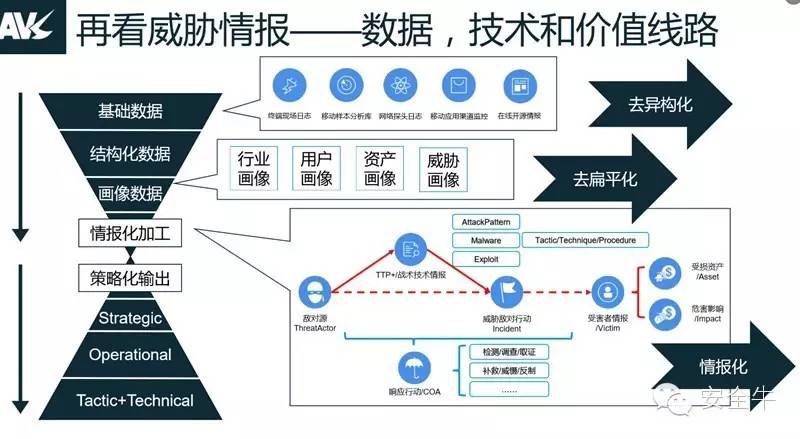 AVL
再看威胁情报——数据，技术和价值线路
基础数据
结构化数据
画像数据
情报化加工
策略化输出
Strategic
Operational
Tactic+Technical
终端现场日志
移动样本分析库
网络探头日志
移动应用渠道监控
在线开源情报
去异构化
行业
画像
用户
画像
资产
画像
威胁
画像
去扁平化
AttackPattern
Malware
Tactic/Technique/Procedure
Exploit
TTP+/战术技术情报
敌对源
/ThreatActor
威胁敌对行动
Incident
受害者情报
/Victim
受损资产
/Asset
危害影响
/Impact
响应行动/COA
检测/调查/取证
补救/威慑/反制
......
情报化
安全牛